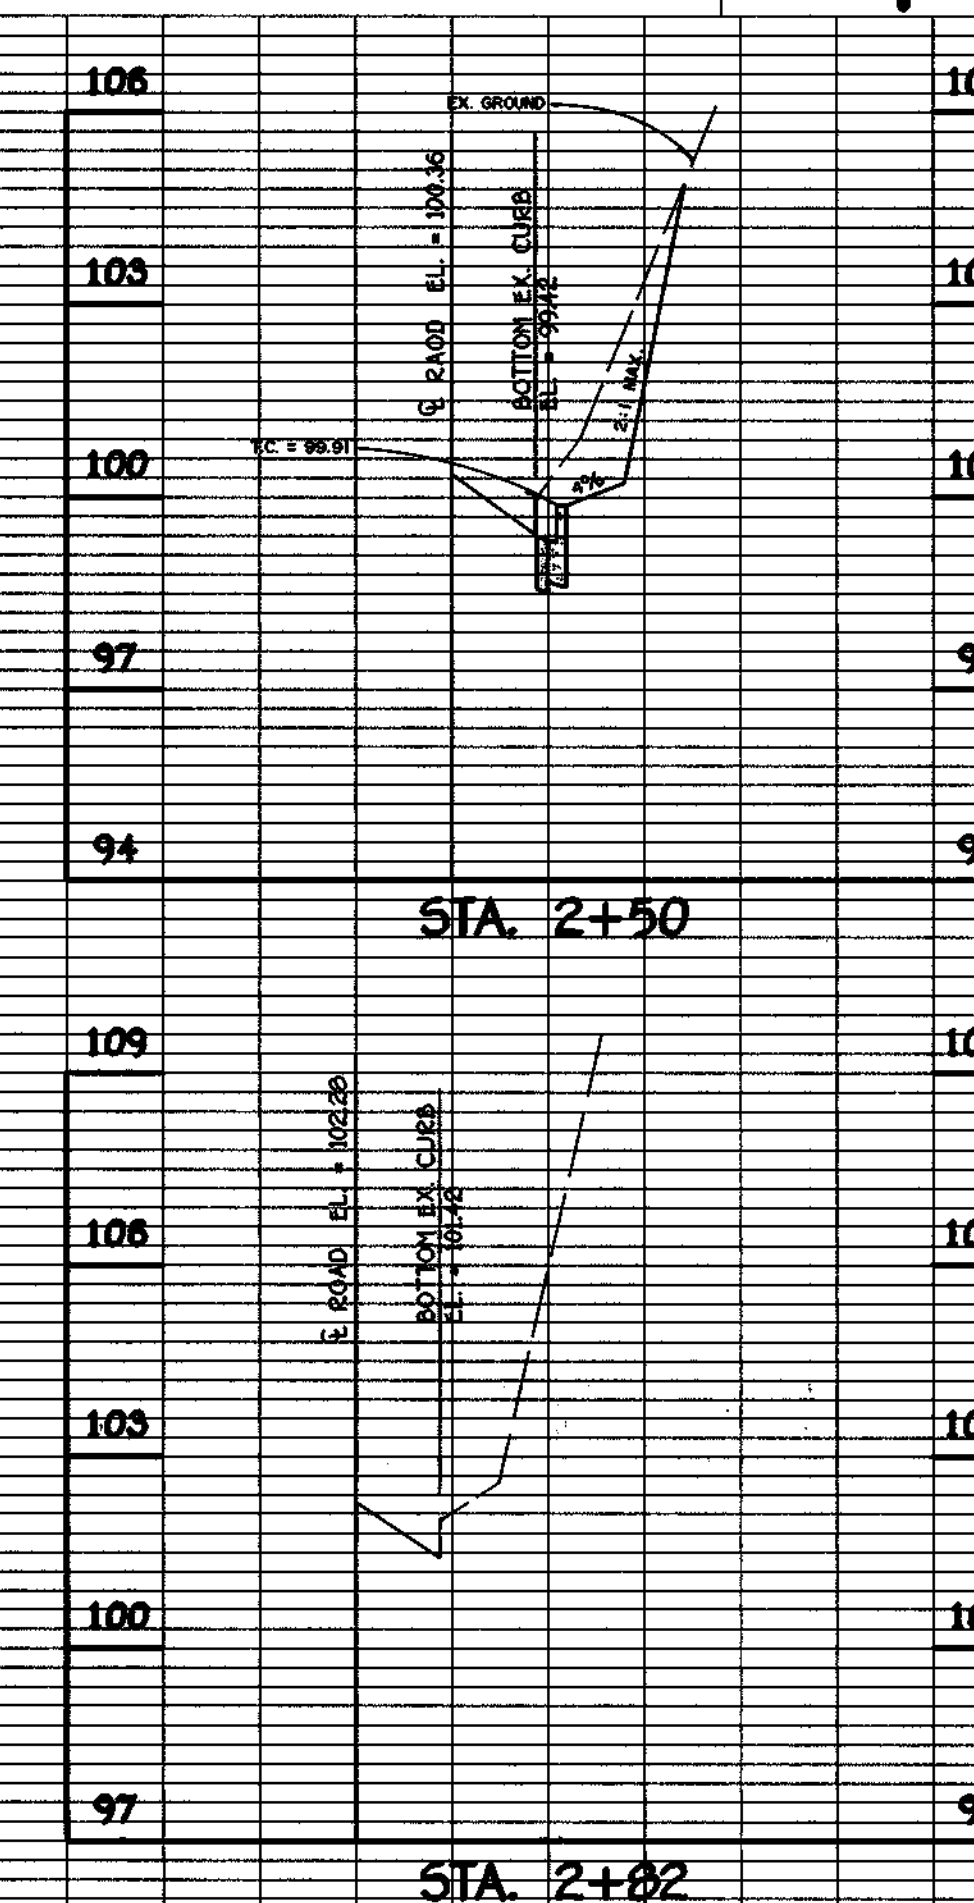 106
EX. GROUND
℄ RAOD EL. = 100.36
BOTTOM EX. CURB
EL. = 99.42
103
2:1 MAX.
T.C. = 99.91
100
4%
97
94
STA. 2+50
109
℄ ROAD EL. = 102.28
BOTTOM EX. CURB
EL. = 101.42
106
103
100
97
STA. 2+82